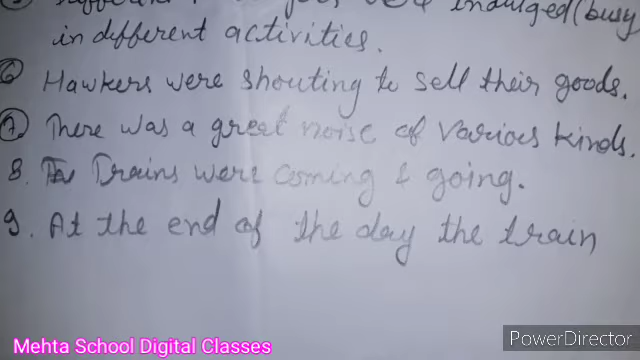 indulged (busy
in different activities.
6 Hawkers were shouting to sell their goods.
7 There was a great noise of various kinds.
8. Trains were coming & going.
9. At the end of the day the train
Mehta School Digital Classes
PowerDirector